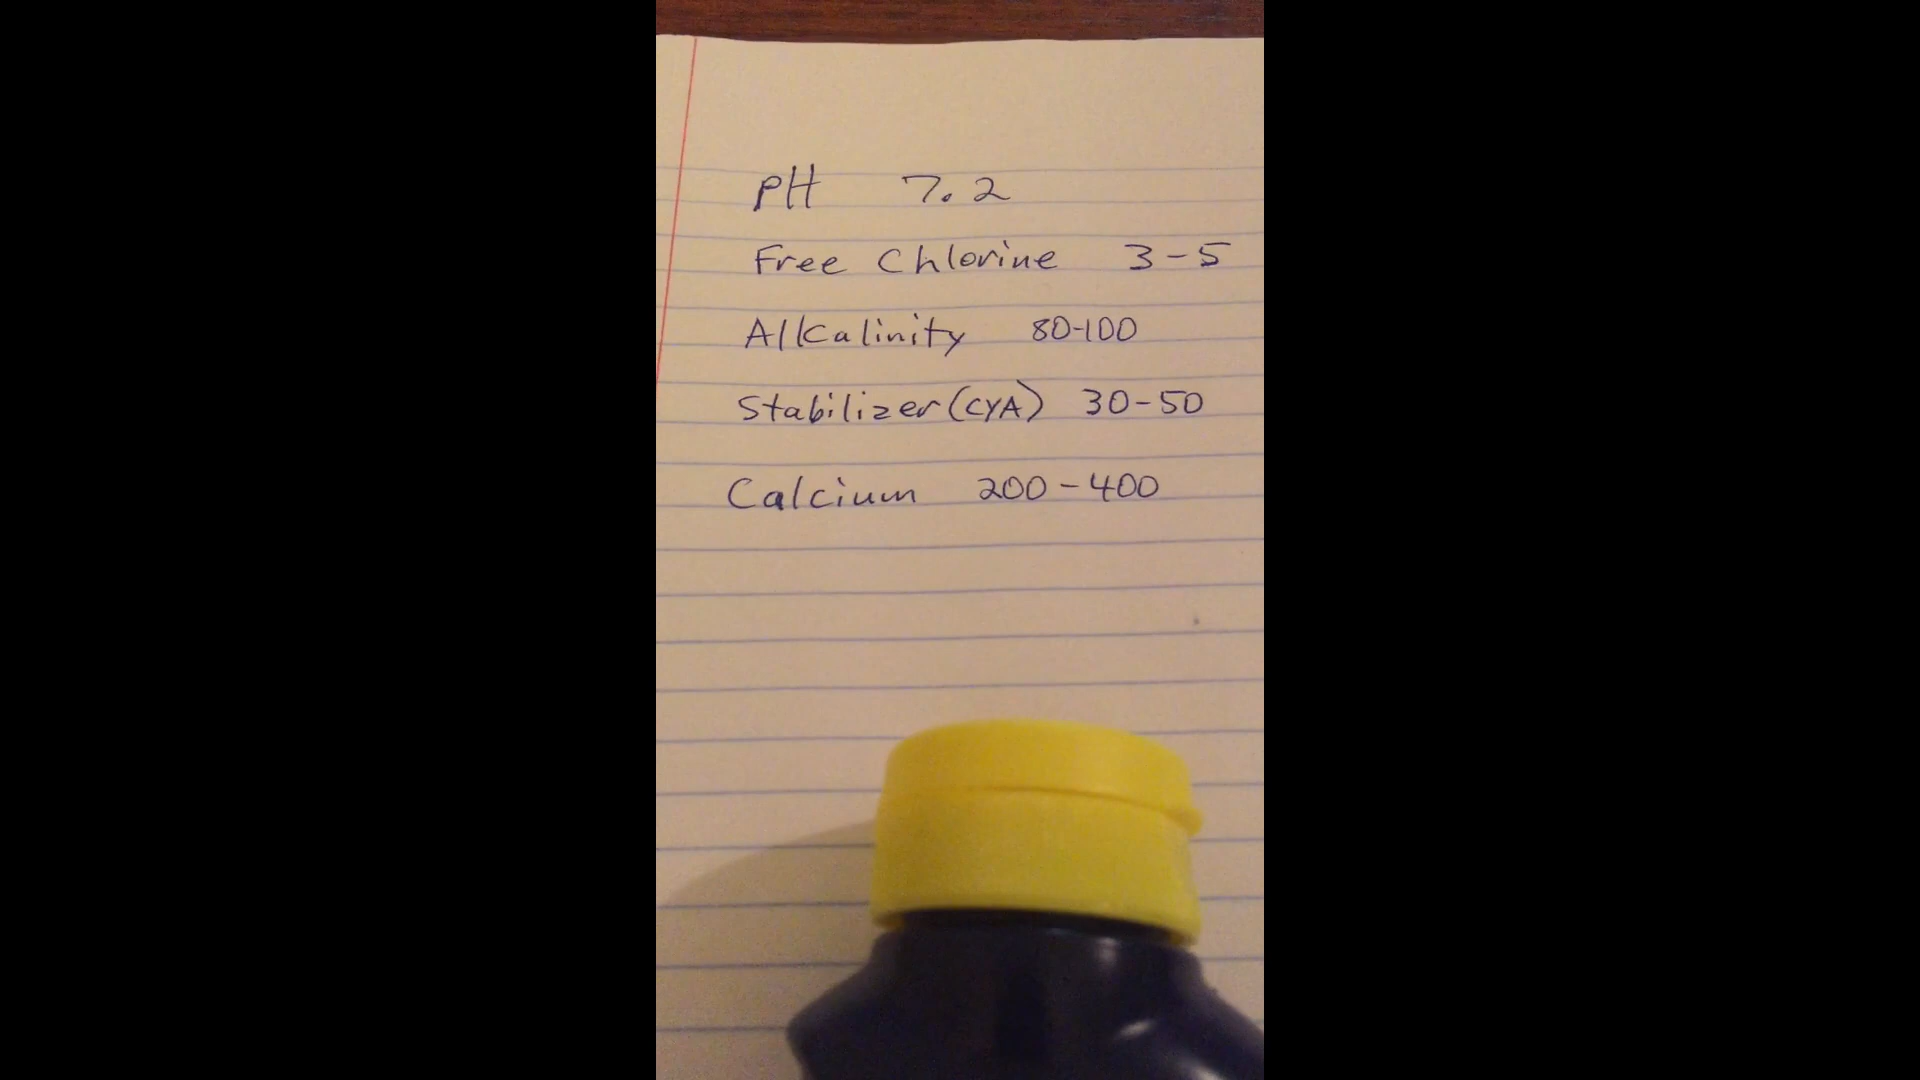 pH 7.2
Free Chlorine 3-5
Alkalinity 80-100
Stabilizer (CYA) 30-50
Calcium 200-400